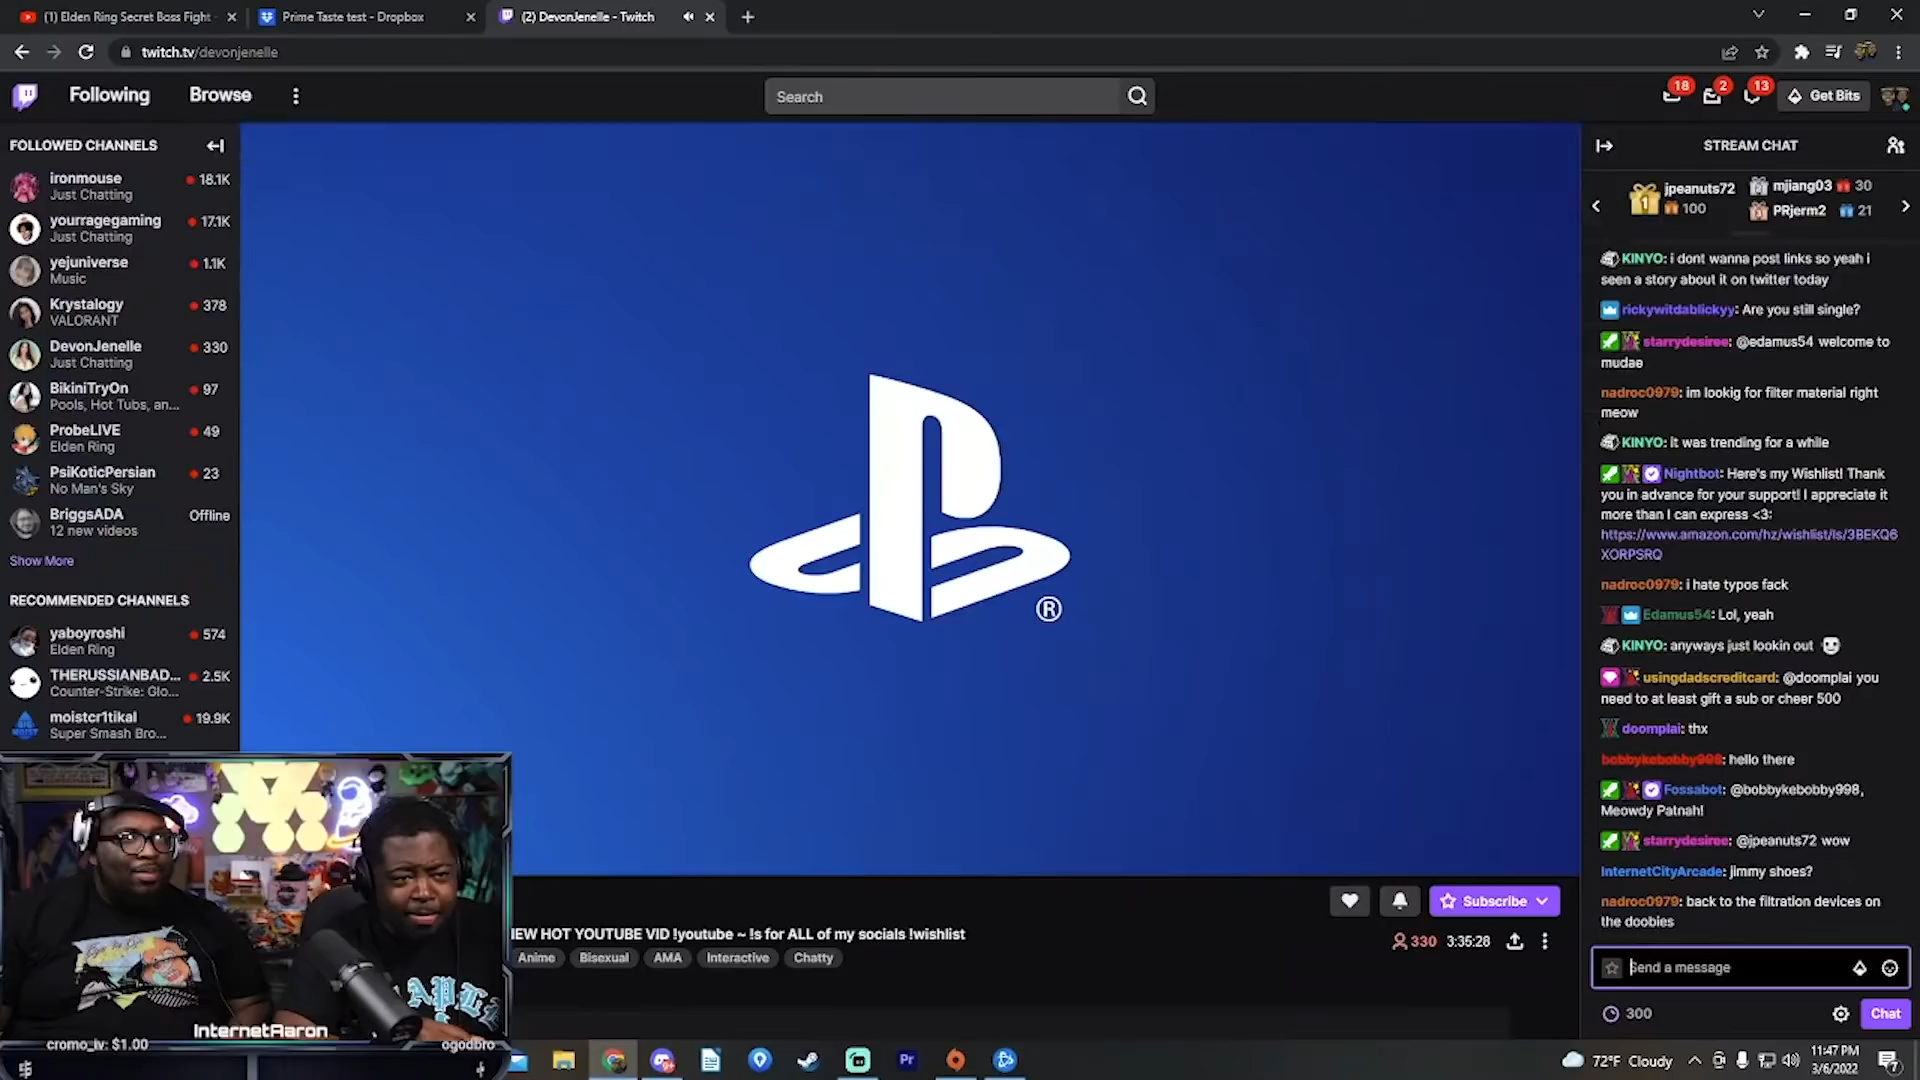 (1) Elden Ring Secret Boss Fight
Prime Taste test - Dropbox
(2) DevonJenelle - Twitch
twitch.tv/devonjenelle
Following
Browse
Search
18
2
13
Get Bits
FOLLOWED CHANNELS
ironmouse
18.1K
Just Chatting
yourragegaming
17.1K
Just Chatting
yejuniverse
1.1K
Music
Krystalogy
378
VALORANT
DevonJenelle
330
Just Chatting
BikiniTryOn
97
Pools, Hot Tubs, an...
ProbeLIVE
49
Elden Ring
PsiKoticPersian
23
No Man's Sky
BriggsADA
Offline
12 new videos
Show More
RECOMMENDED CHANNELS
yaboyroshi
574
Elden Ring
THERUSSIANBAD...
2.5K
Counter-Strike: Glo...
moistcr1tikal
19.9K
Super Smash Bro...
®
STREAM CHAT
1
jpeanuts72
100
mjiang03 30
PRjerm2 21
KINYO: i dont wanna post links so yeah i
seen a story about it on twitter today
rickywitdablickyy: Are you still single?
starrydesiree: @edamus54 welcome to
mudae
nadroc0979: im lookig for filter material right
meow
KINYO: it was trending for a while
Nightbot: Here's my Wishlist! Thank
you in advance for your support! I appreciate it
more than I can express <3:
https://www.amazon.com/hz/wishlist/ls/3BEKQ6
XORPSRQ
nadroc0979: i hate typos fack
Edamus54: Lol, yeah
KINYO: anyways just lookin out
usingdadscreditcard: @doomplai you
need to at least gift a sub or cheer 500
doomplai: thx
bobbykebobby998: hello there
Fossabot: @bobbykebobby998,
Meowdy Patnah!
starrydesiree: @jpeanuts72 wow
InternetCityArcade: jimmy shoes?
nadroc0979: back to the filtration devices on
the doobies
Send a message
300
Chat
Subscribe
IEW HOT YOUTUBE VID !youtube ~ !s for ALL of my socials !wishlist
330
3:35:28
Anime
Bisexual
AMA
Interactive
Chatty
InternetAaron
cromo_iv: $1.00
ogodbro
Pr
72°F Cloudy
11:47 PM
3/6/2022
7